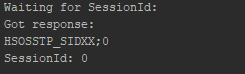 Waiting for SessionId:
Got response:
HSOSSTP_SIDXX;0
SessionId: 0